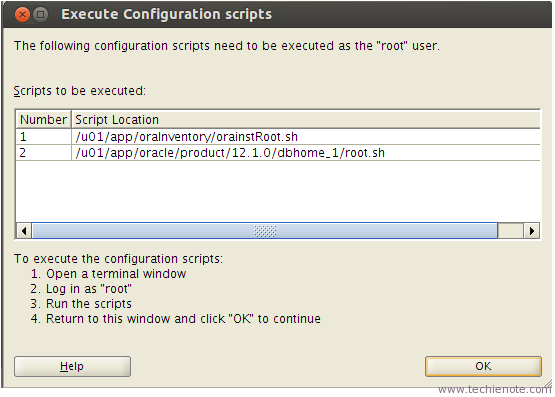 Execute Configuration scripts
The following configuration scripts need to be executed as the "root" user.
Scripts to be executed:
Number Script Location
1 /u01/app/oraInventory/orainstRoot.sh
2 /u01/app/oracle/product/12.1.0/dbhome_1/root.sh
To execute the configuration scripts:
1. Open a terminal window
2. Log in as "root"
3. Run the scripts
4. Return to this window and click "OK" to continue
Help OK
www.techienote.com